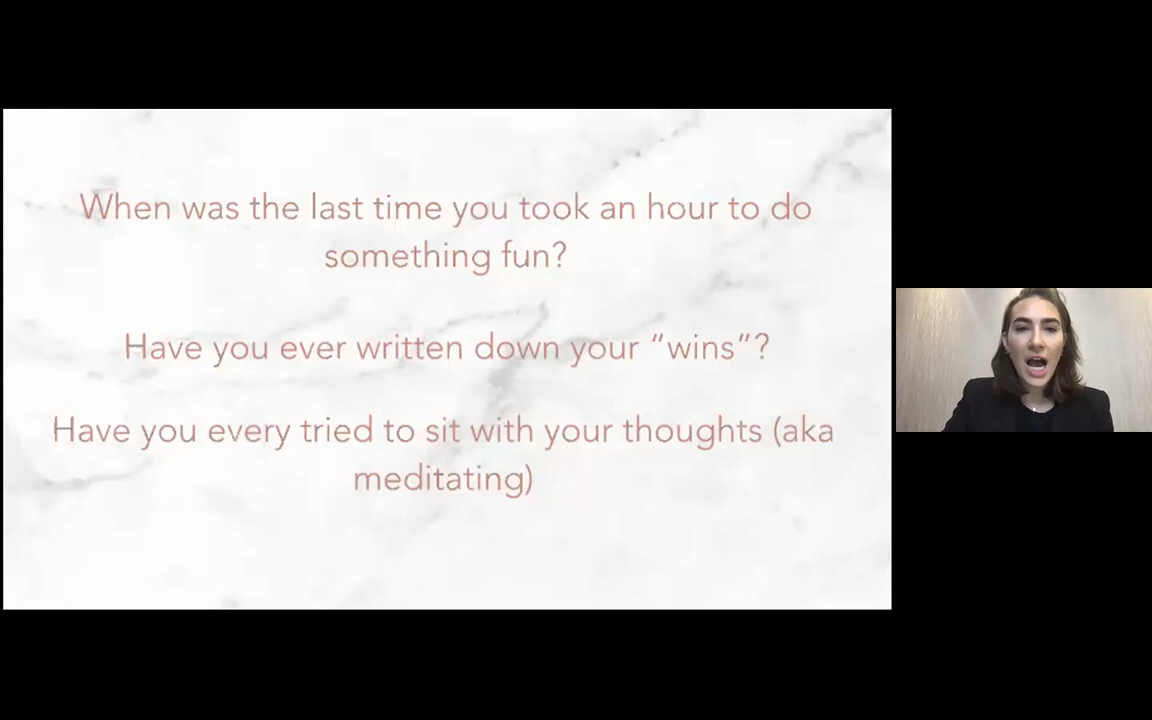 When was the last time you took an hour to do
something fun?
Have you ever written down your “wins”?
Have you every tried to sit with your thoughts (aka
meditating)